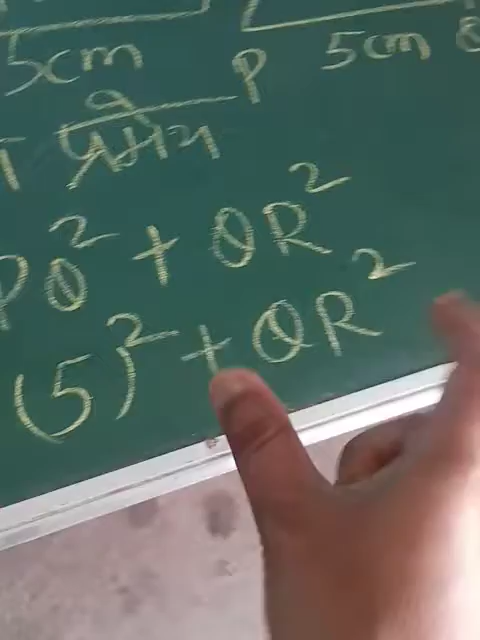 5cm P 5cm Q
प्रमेय
PQ² + QR²
(5)² + QR²